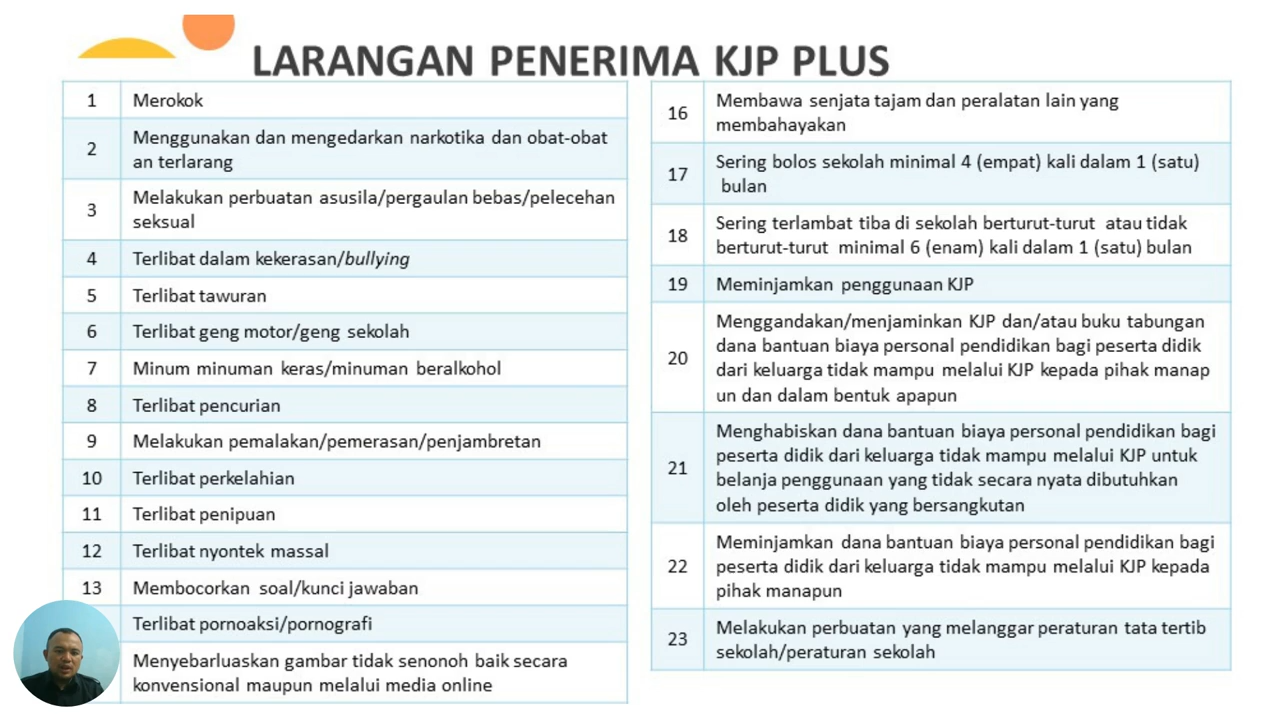 LARANGAN PENERIMA KJP PLUS
1 Merokok
2 Menggunakan dan mengedarkan narkotika dan obat-obat
an terlarang
3 Melakukan perbuatan asusila/pergaulan bebas/pelecehan
seksual
4 Terlibat dalam kekerasan/bullying
5 Terlibat tawuran
6 Terlibat geng motor/geng sekolah
7 Minum minuman keras/minuman beralkohol
8 Terlibat pencurian
9 Melakukan pemalakan/pemerasan/penjambretan
10 Terlibat perkelahian
11 Terlibat penipuan
12 Terlibat nyontek massal
13 Membocorkan soal/kunci jawaban
Terlibat pornoaksi/pornografi
Menyebarluaskan gambar tidak senonoh baik secara
konvensional maupun melalui media online
16 Membawa senjata tajam dan peralatan lain yang
membahayakan
17 Sering bolos sekolah minimal 4 (empat) kali dalam 1 (satu)
bulan
18 Sering terlambat tiba di sekolah berturut-turut atau tidak
berturut-turut minimal 6 (enam) kali dalam 1 (satu) bulan
19 Meminjamkan penggunaan KJP
20 Menggandakan/menjaminkan KJP dan/atau buku tabungan
dana bantuan biaya personal pendidikan bagi peserta didik
dari keluarga tidak mampu melalui KJP kepada pihak manap
un dan dalam bentuk apapun
21 Menghabiskan dana bantuan biaya personal pendidikan bagi
peserta didik dari keluarga tidak mampu melalui KJP untuk
belanja penggunaan yang tidak secara nyata dibutuhkan
oleh peserta didik yang bersangkutan
22 Meminjamkan dana bantuan biaya personal pendidikan bagi
peserta didik dari keluarga tidak mampu melalui KJP kepada
pihak manapun
23 Melakukan perbuatan yang melanggar peraturan tata tertib
sekolah/peraturan sekolah